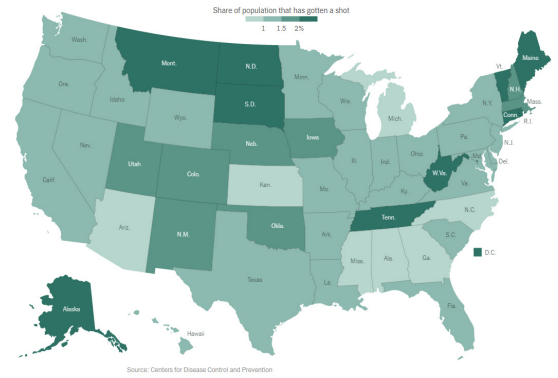 Share of population that has gotten a shot
1 1.5 2%
Wash.
Mont.
N.D.
Minn.
Vt.
Maine
Ore.
Idaho
S.D.
Wis.
N.H.
Mass.
N.Y.
Wyo.
Mich.
Conn.
R.I.
Iowa
Neb.
Pa.
N.J.
Nev.
Utah
Ill.
Ind.
Ohio
Md.
Del.
Colo.
W.Va.
Calif.
Kan.
Mo.
Ky.
Va.
Tenn.
N.C.
Ariz.
N.M.
Okla.
Ark.
S.C.
Miss.
Ala.
Ga.
D.C.
Texas
La.
Alaska
Fla.
Hawaii
Source: Centers for Disease Control and Prevention